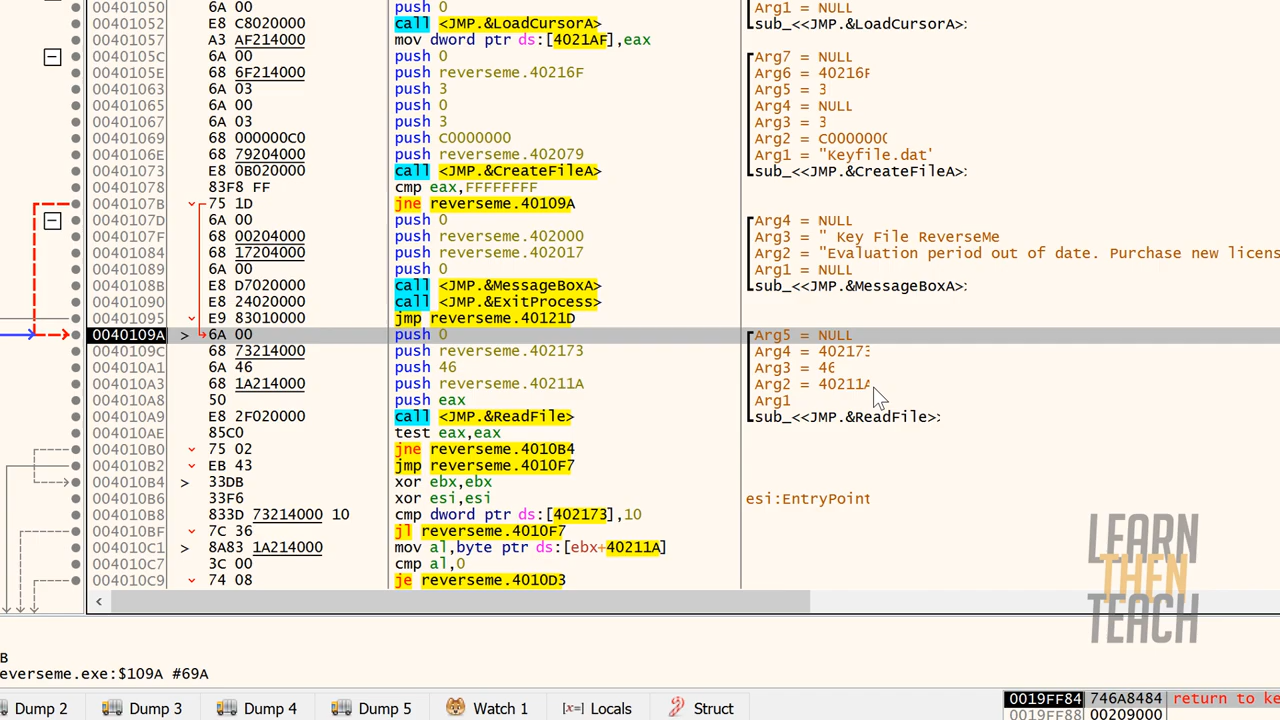 00401050 6A 00 push 0 Arg1 = NULL
00401052 E8 C8020000 call <JMP.&LoadCursorA> sub_<<JMP.&LoadCursorA>:
00401057 A3 AF214000 mov dword ptr ds:[4021AF],eax
0040105C 6A 00 push 0 Arg7 = NULL
0040105E 68 6F214000 push reverseme.40216F Arg6 = 40216F
00401063 6A 03 push 3 Arg5 = 3
00401065 6A 00 push 0 Arg4 = NULL
00401067 6A 03 push 3 Arg3 = 3
00401069 68 000000C0 push C0000000 Arg2 = C0000000
0040106E 68 79204000 push reverseme.402079 Arg1 = "Keyfile.dat"
00401073 E8 0B020000 call <JMP.&CreateFileA> sub_<<JMP.&CreateFileA>:
00401078 83F8 FF cmp eax,FFFFFFFF
0040107B 75 1D jne reverseme.40109A
0040107D 6A 00 push 0 Arg4 = NULL
0040107F 68 00204000 push reverseme.402000 Arg3 = " Key File ReverseMe
00401084 68 17204000 push reverseme.402017 Arg2 = "Evaluation period out of date. Purchase new licens
00401089 6A 00 push 0 Arg1 = NULL
0040108B E8 D7020000 call <JMP.&MessageBoxA> sub_<<JMP.&MessageBoxA>:
00401090 E8 24020000 call <JMP.&ExitProcess>
00401095 E9 83010000 jmp reverseme.40121D
0040109A > 6A 00 push 0 Arg5 = NULL
0040109C 68 73214000 push reverseme.402173 Arg4 = 402173
004010A1 6A 46 push 46 Arg3 = 46
004010A3 68 1A214000 push reverseme.40211A Arg2 = 40211A
004010A8 50 push eax Arg1
004010A9 E8 2F020000 call <JMP.&ReadFile> sub_<<JMP.&ReadFile>:
004010AE 85C0 test eax,eax
004010B0 75 02 jne reverseme.4010B4
004010B2 EB 43 jmp reverseme.4010F7
004010B4 > 33DB xor ebx,ebx
004010B6 33F6 xor esi,esi esi:EntryPoint
004010B8 833D 73214000 10 cmp dword ptr ds:[402173],10
004010BF 7C 36 jl reverseme.4010F7
004010C1 > 8A83 1A214000 mov al,byte ptr ds:[ebx+40211A]
004010C7 3C 00 cmp al,0
004010C9 74 08 je reverseme.4010D3
LEARN
THEN
TEACH
B
everseme.exe:$109A #69A
Dump 2 Dump 3 Dump 4 Dump 5 Watch 1 [x=] Locals Struct
0019FF84 746A8484 return to ke
0019FF88 00209000